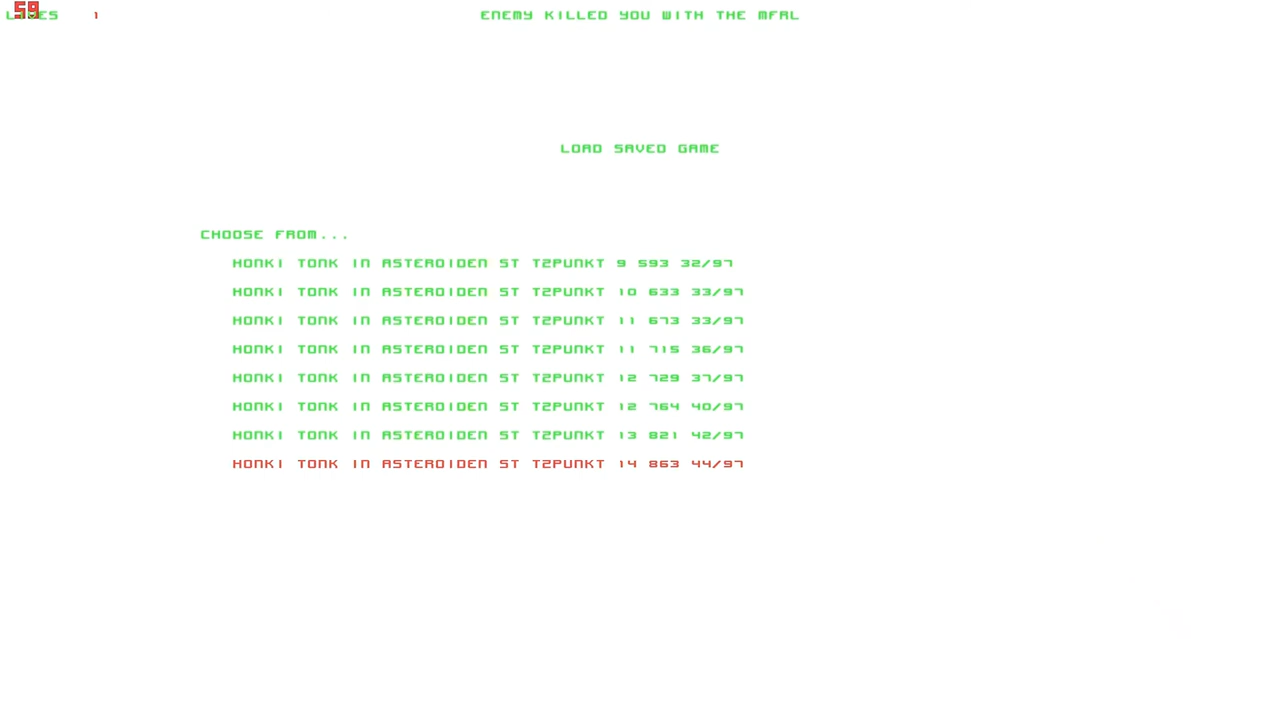 59
LIVES 1
ENEMY KILLED YOU WITH THE MFAL
LOAD SAVED GAME
CHOOSE FROM...
HONKI TONK IN ASTEROIDEN ST T2PUNKT 9 593 32/97
HONKI TONK IN ASTEROIDEN ST T2PUNKT 10 633 33/97
HONKI TONK IN ASTEROIDEN ST T2PUNKT 11 673 33/97
HONKI TONK IN ASTEROIDEN ST T2PUNKT 11 715 36/97
HONKI TONK IN ASTEROIDEN ST T2PUNKT 12 729 37/97
HONKI TONK IN ASTEROIDEN ST T2PUNKT 12 764 40/97
HONKI TONK IN ASTEROIDEN ST T2PUNKT 13 821 42/97
HONKI TONK IN ASTEROIDEN ST T2PUNKT 14 863 44/97